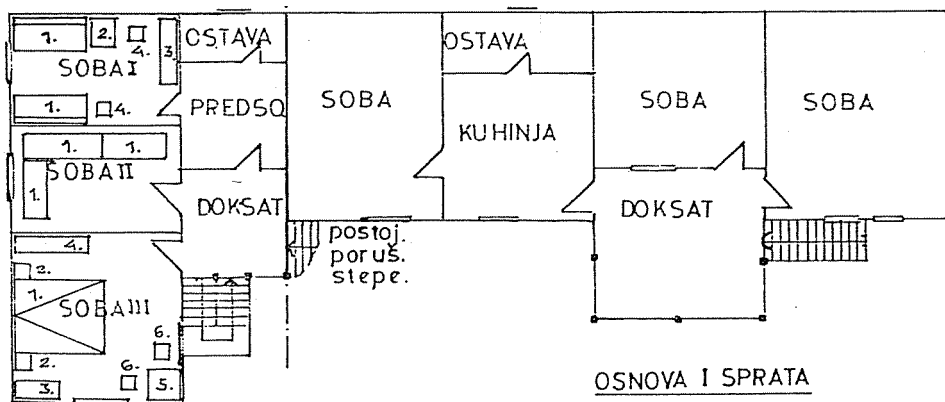 1.
2.
3.
4.
OSTAVA
SOBA I
1.
4.
PREDSO
SOBA
OSTAVA
KUHINJA
SOBA
SOBA
1.
1.
SOBA II
1.
DOKSAT
DOKSAT
postoj.
poruš.
stepe.
4.
2.
1.
SOBA III
6.
2.
6.
3.
5.
OSNOVA I SPRATA